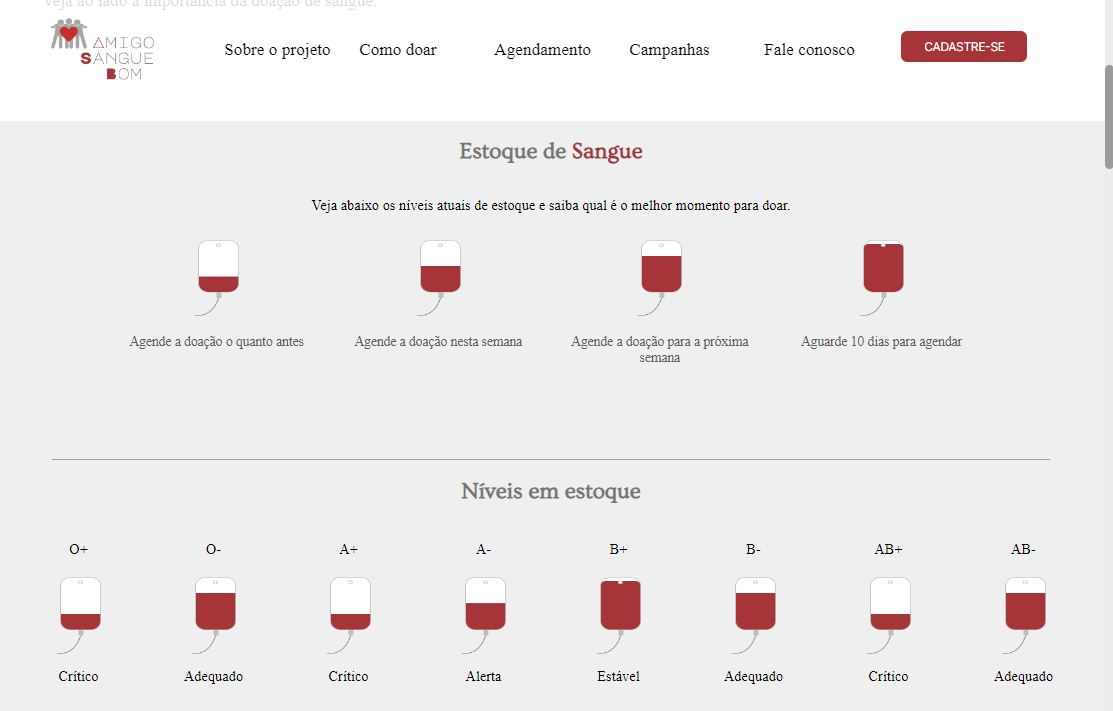 Veja ao lado a importância da doação de sangue.
AMIGO
SANGUE
BOM
Sobre o projeto
Como doar
Agendamento
Campanhas
Fale conosco
CADASTRE-SE
Estoque de Sangue
Veja abaixo os níveis atuais de estoque e saiba qual é o melhor momento para doar.
Agende a doação o quanto antes
Agende a doação nesta semana
Agende a doação para a próxima
semana
Aguarde 10 dias para agendar
Níveis em estoque
O+
O-
A+
A-
B+
B-
AB+
AB-
Crítico
Adequado
Crítico
Alerta
Estável
Adequado
Crítico
Adequado